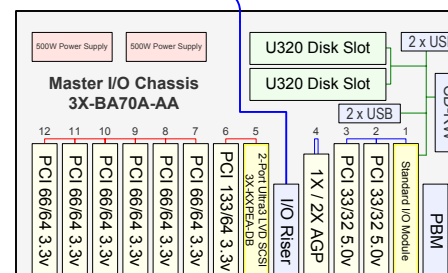 500W Power Supply
500W Power Supply
U320 Disk Slot
2 x US
Master I/O Chassis
3X-BA70A-AA
U320 Disk Slot
2 x USB
12
11
10
9
8
7
6
5
4
3
2
1
PCI 66/64 3.3v
PCI 66/64 3.3v
PCI 66/64 3.3v
PCI 66/64 3.3v
PCI 66/64 3.3v
PCI 66/64 3.3v
PCI 133/64 3.3v
2-Port Ultra3 LVD SCSI
3X-KXPEA-DB
I/O Riser
1X / 2X AGP
PCI 33/32 5.0v
PCI 33/32 5.0v
Standard I/O Module
PBM